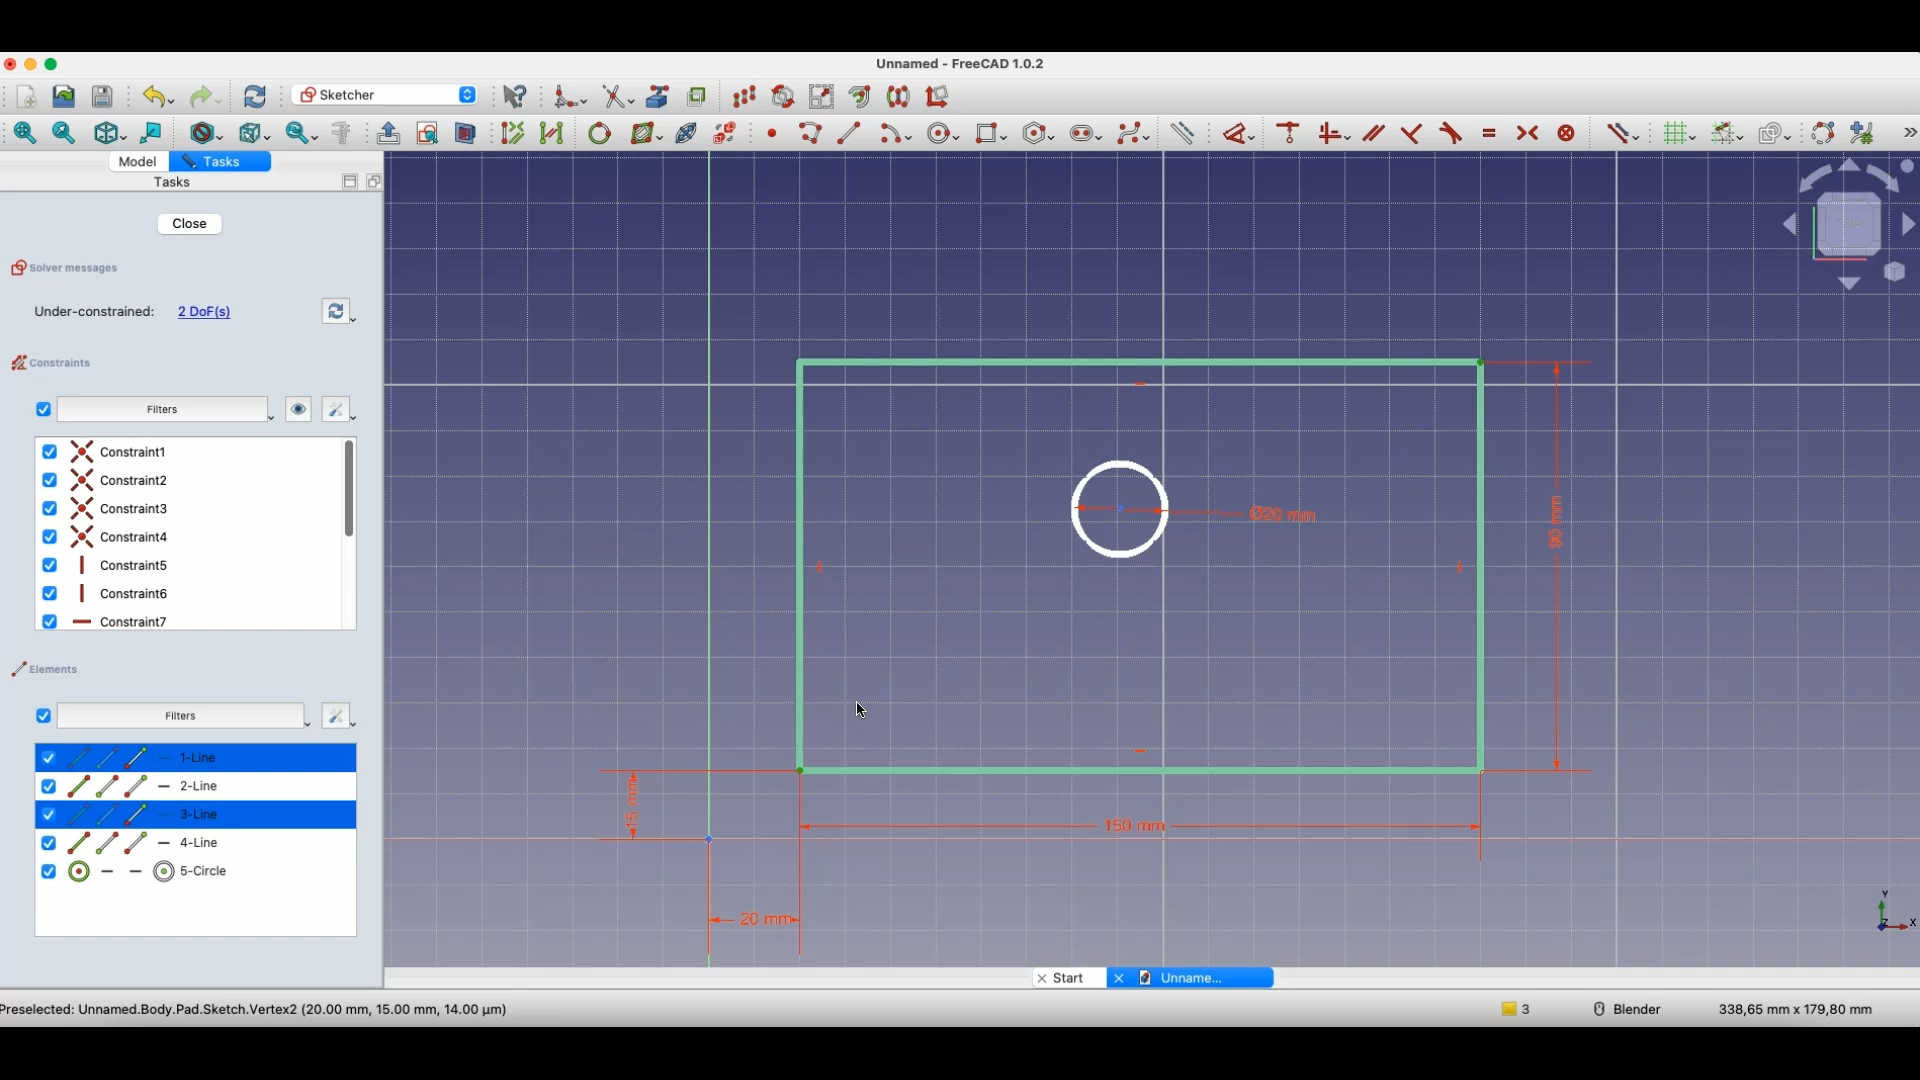 Unnamed - FreeCAD 1.0.2
Sketcher
Model
Tasks
Tasks
Close
Solver messages
Under-constrained:
2 DoF(s)
Constraints
Filters
Constraint1
Constraint2
Constraint3
Constraint4
Constraint5
Constraint6
Constraint7
Elements
Filters
1-Line
2-Line
3-Line
4-Line
5-Circle
Ø20 mm
90 mm
15 mm
150 mm
20 mm
Y
Z
X
Start
Unname...
Preselected: Unnamed.Body.Pad.Sketch.Vertex2 (20.00 mm, 15.00 mm, 14.00 µm)
3
Blender
338,65 mm x 179,80 mm